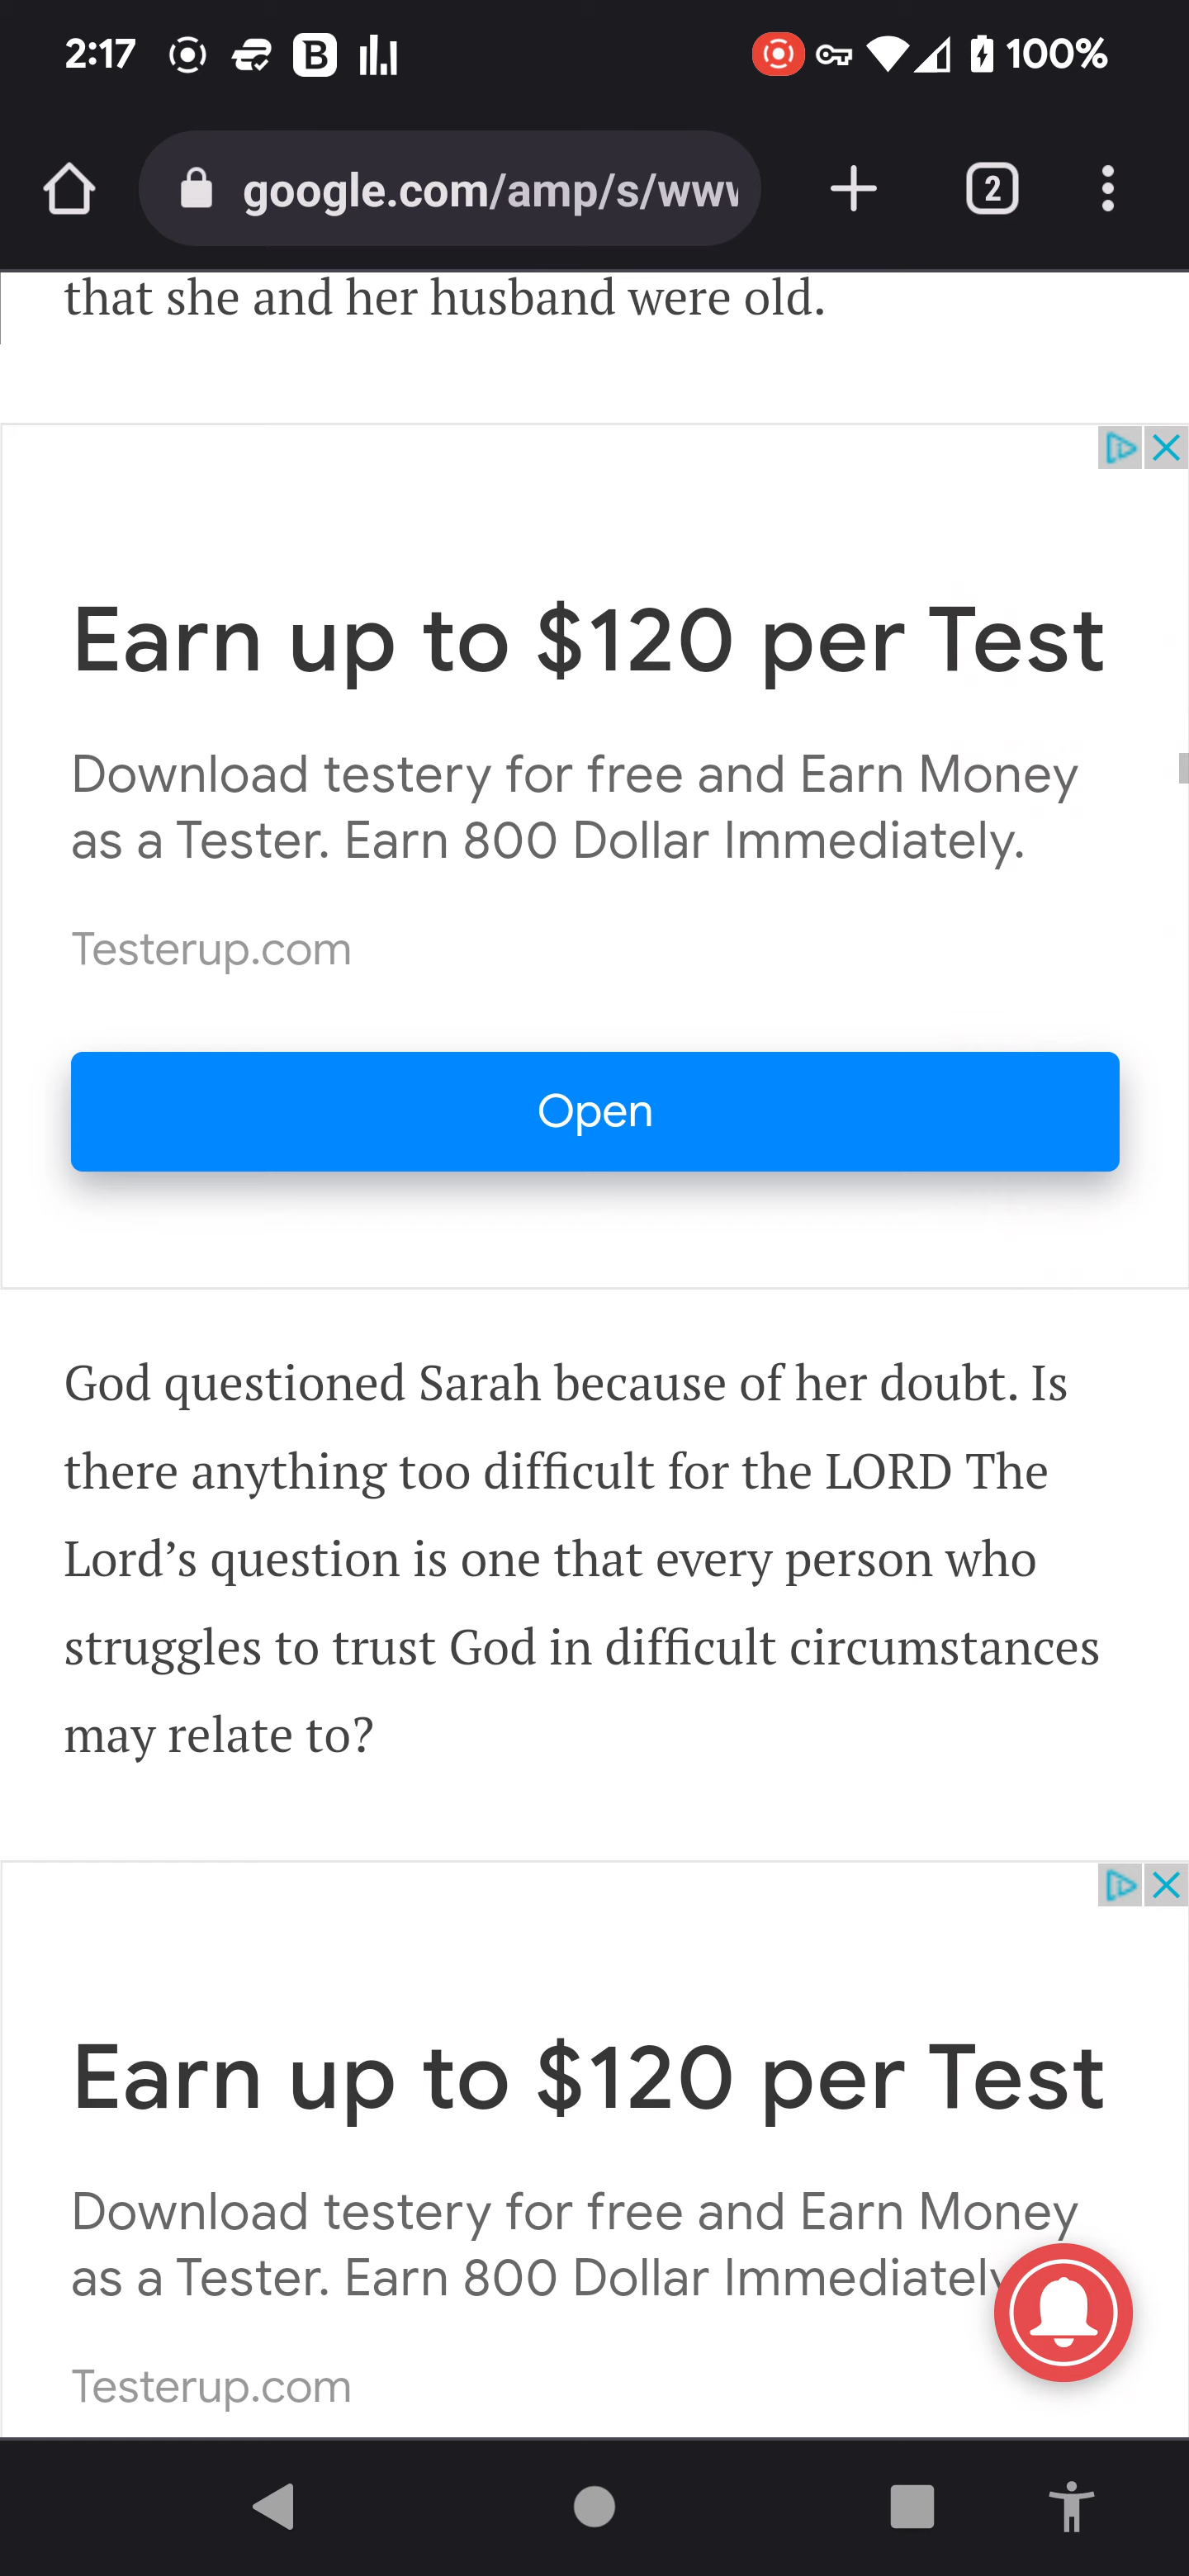 2:17
B
100%
google.com/amp/s/www
2
that she and her husband were old.
Earn up to $120 per Test
Download testery for free and Earn Money
as a Tester. Earn 800 Dollar Immediately.
Testerup.com
Open
God questioned Sarah because of her doubt. Is
there anything too difficult for the LORD The
Lord’s question is one that every person who
struggles to trust God in difficult circumstances
may relate to?
Earn up to $120 per Test
Download testery for free and Earn Money
as a Tester. Earn 800 Dollar Immediately
Testerup.com